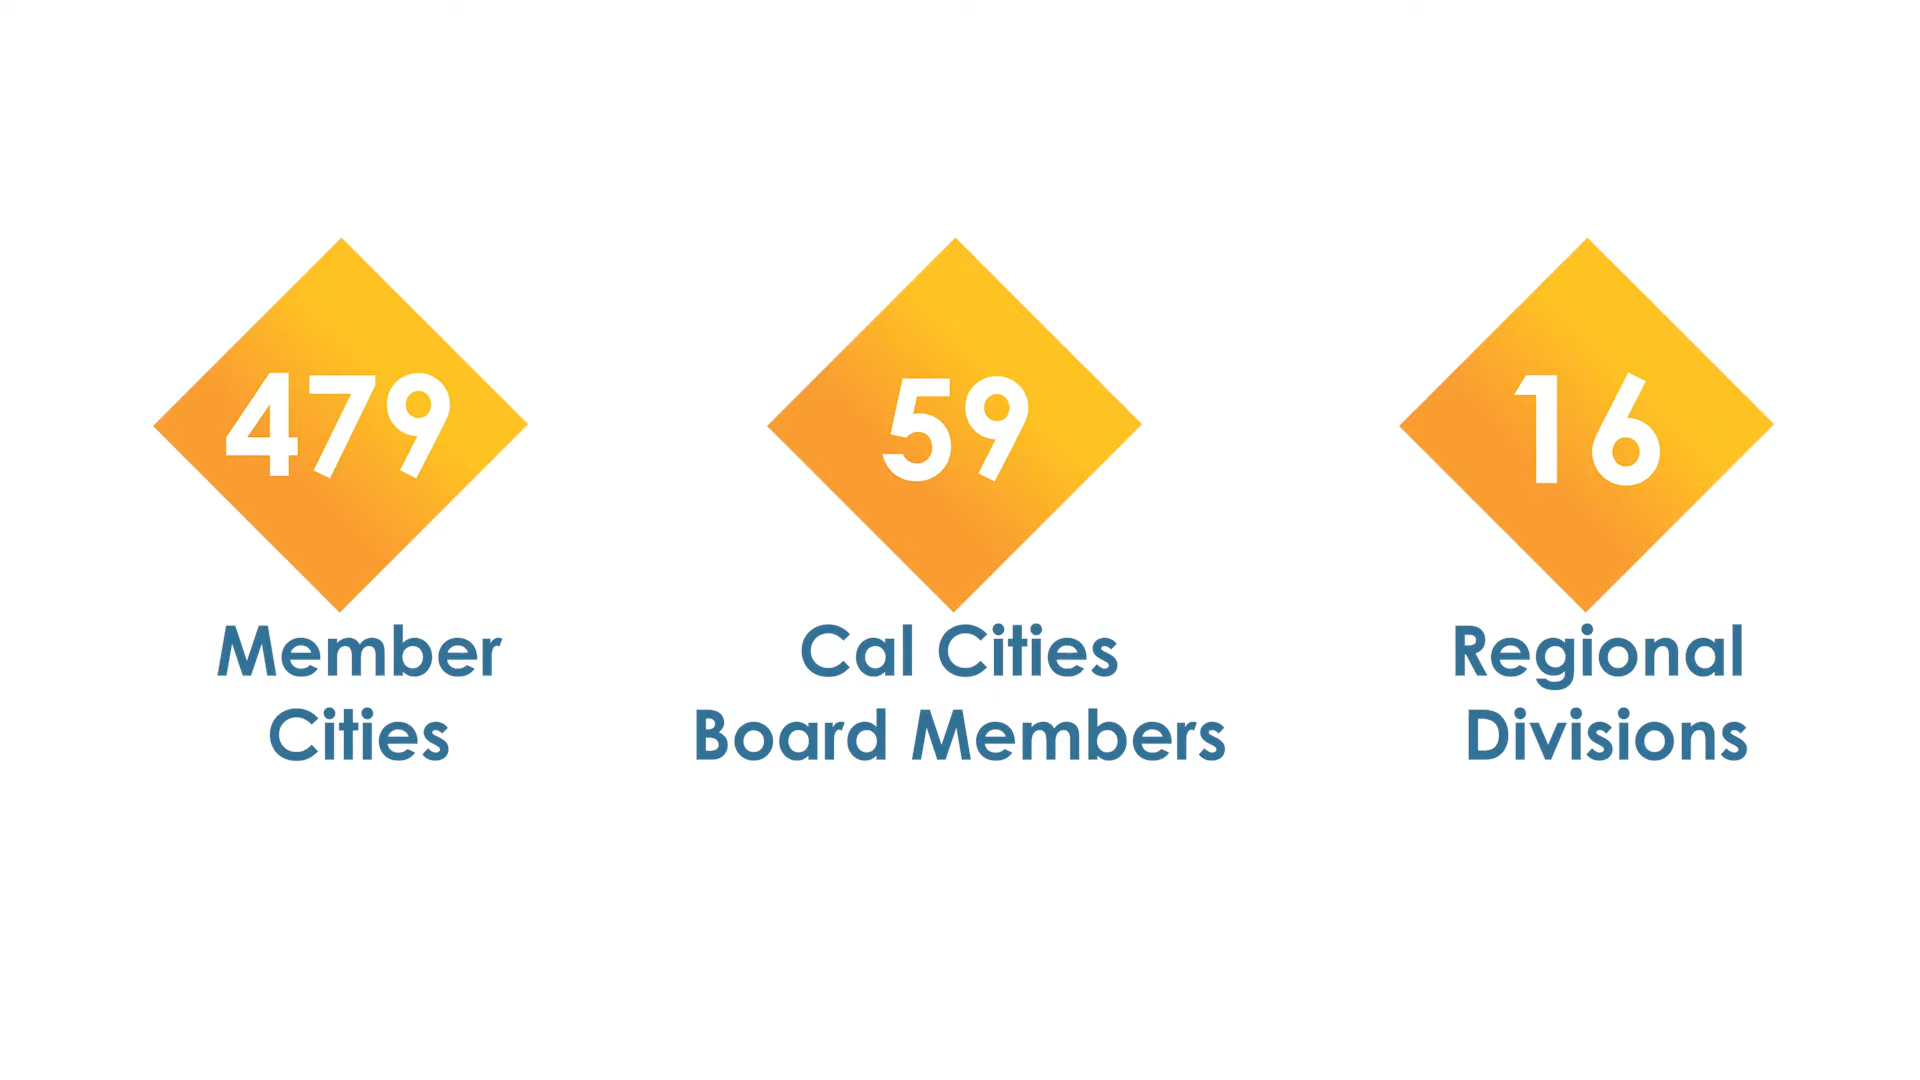 479
Member
Cities
59
Cal Cities
Board Members
16
Regional
Divisions